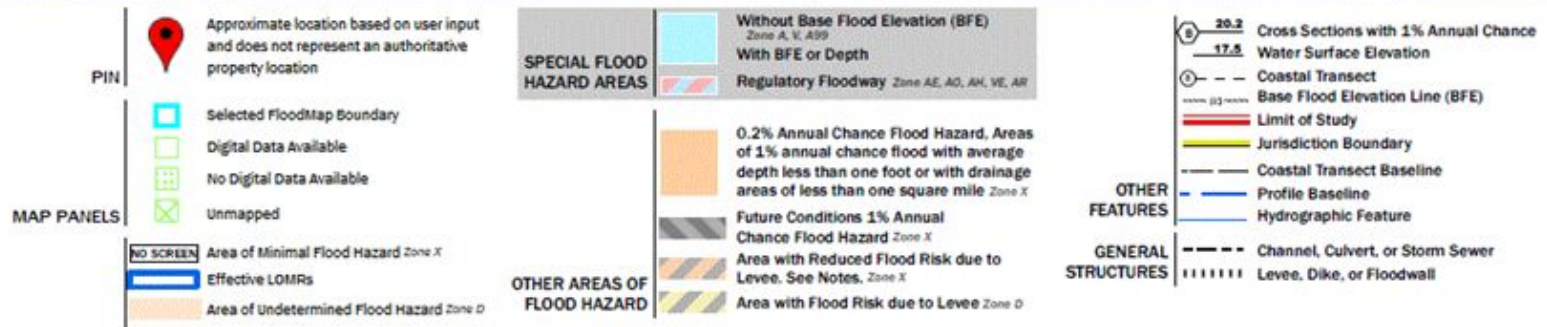 PIN
Approximate location based on user input
and does not represent an authoritative
property location
MAP PANELS
Selected FloodMap Boundary
Digital Data Available
No Digital Data Available
Unmapped
NO SCREEN Area of Minimal Flood Hazard Zone X
Effective LOMRs
Area of Undetermined Flood Hazard Zone D
SPECIAL FLOOD
HAZARD AREAS
Without Base Flood Elevation (BFE)
Zone A, V, A99
With BFE or Depth
Regulatory Floodway Zone AE, AO, AH, VE, AR
OTHER AREAS OF
FLOOD HAZARD
0.2% Annual Chance Flood Hazard, Areas
of 1% annual chance flood with average
depth less than one foot or with drainage
areas of less than one square mile Zone X
Future Conditions 1% Annual
Chance Flood Hazard Zone X
Area with Reduced Flood Risk due to
Levee. See Notes. Zone X
Area with Flood Risk due to Levee Zone D
OTHER
FEATURES
20.2 Cross Sections with 1% Annual Chance
17.5 Water Surface Elevation
Coastal Transect
Base Flood Elevation Line (BFE)
Limit of Study
Jurisdiction Boundary
Coastal Transect Baseline
Profile Baseline
Hydrographic Feature
GENERAL
STRUCTURES
Channel, Culvert, or Storm Sewer
Levee, Dike, or Floodwall